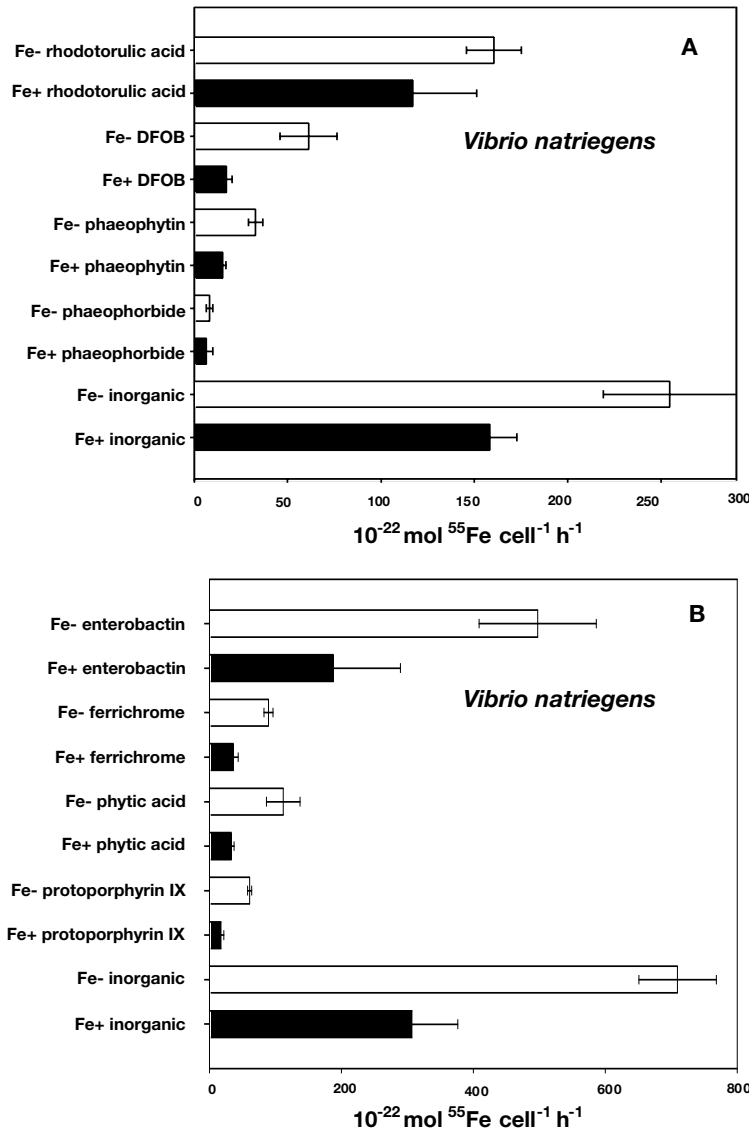 A
Fe- rhodotorulic acid
Fe+ rhodotorulic acid
Fe- DFOB
Vibrio natriegens
Fe+ DFOB
Fe- phaeophytin
Fe+ phaeophytin
Fe- phaeophorbide
Fe+ phaeophorbide
Fe- inorganic
Fe+ inorganic
0 50 100 150 200 250 300
10⁻²² mol ⁵⁵Fe cell⁻¹ h⁻¹
B
Fe- enterobactin
Fe+ enterobactin
Vibrio natriegens
Fe- ferrichrome
Fe+ ferrichrome
Fe- phytic acid
Fe+ phytic acid
Fe- protoporphyrin IX
Fe+ protoporphyrin IX
Fe- inorganic
Fe+ inorganic
0 200 400 600 800
10⁻²² mol ⁵⁵Fe cell⁻¹ h⁻¹